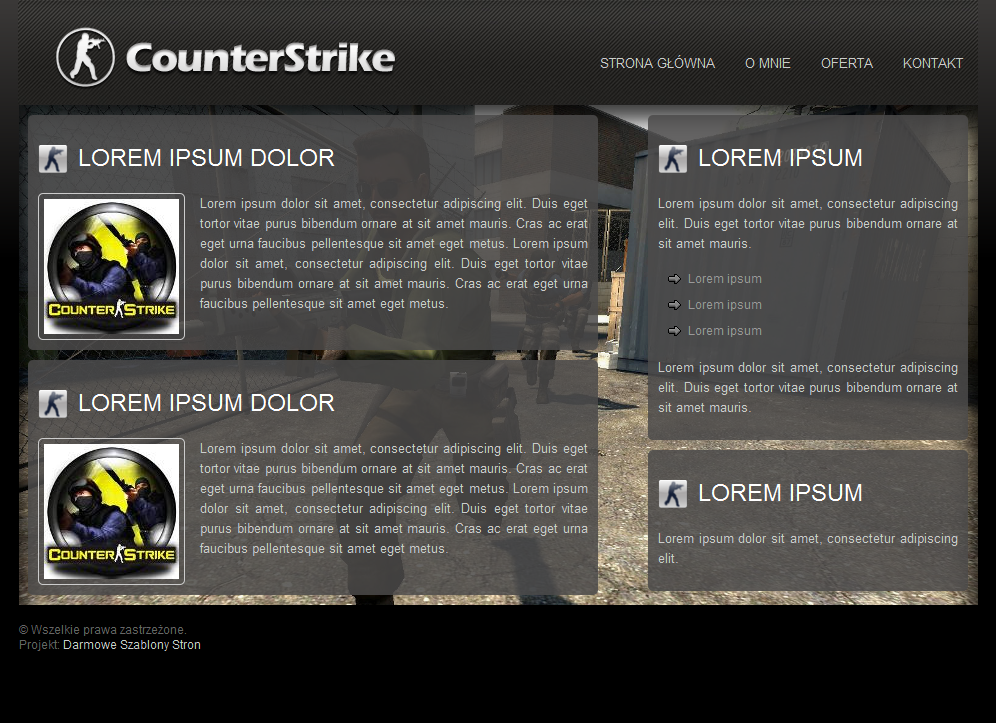 CounterStrike
STRONA GŁÓWNA O MNIE OFERTA KONTAKT
LOREM IPSUM DOLOR
COUNTER STRIKE
Lorem ipsum dolor sit amet, consectetur adipiscing elit. Duis eget
tortor vitae purus bibendum ornare at sit amet mauris. Cras ac erat
eget urna faucibus pellentesque sit amet eget metus. Lorem ipsum
dolor sit amet, consectetur adipiscing elit. Duis eget tortor vitae
purus bibendum ornare at sit amet mauris. Cras ac erat eget urna
faucibus pellentesque sit amet eget metus.
LOREM IPSUM DOLOR
COUNTER STRIKE
Lorem ipsum dolor sit amet, consectetur adipiscing elit. Duis eget
tortor vitae purus bibendum ornare at sit amet mauris. Cras ac erat
eget urna faucibus pellentesque sit amet eget metus. Lorem ipsum
dolor sit amet, consectetur adipiscing elit. Duis eget tortor vitae
purus bibendum ornare at sit amet mauris. Cras ac erat eget urna
faucibus pellentesque sit amet eget metus.
LOREM IPSUM
Lorem ipsum dolor sit amet, consectetur adipiscing
elit. Duis eget tortor vitae purus bibendum ornare at
sit amet mauris.
Lorem ipsum
Lorem ipsum
Lorem ipsum
Lorem ipsum dolor sit amet, consectetur adipiscing
elit. Duis eget tortor vitae purus bibendum ornare at
sit amet mauris.
LOREM IPSUM
Lorem ipsum dolor sit amet, consectetur adipiscing
elit.
© Wszelkie prawa zastrzeżone.
Projekt: Darmowe Szablony Stron